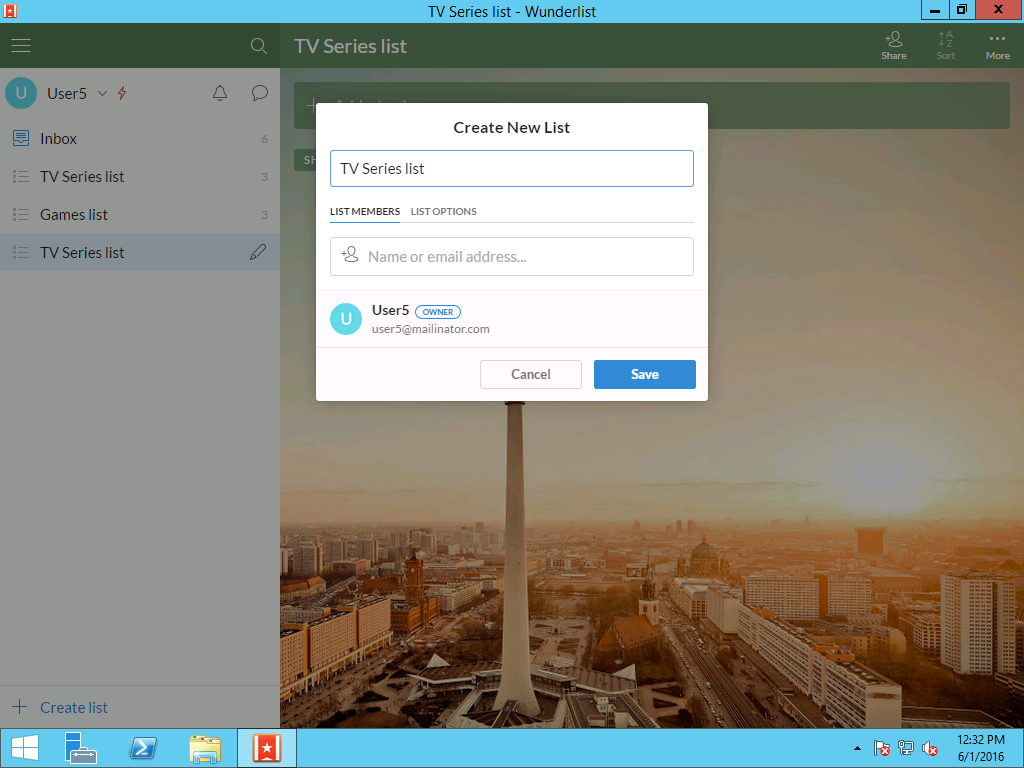 TV Series list - Wunderlist
TV Series list
Share
Sort
More
User5
Inbox 6
TV Series list 3
Games list 3
TV Series list
Create list
Create New List
TV Series list
LIST MEMBERS LIST OPTIONS
Name or email address...
U User5 OWNER
user5@mailinator.com
Cancel Save
12:32 PM
6/1/2016